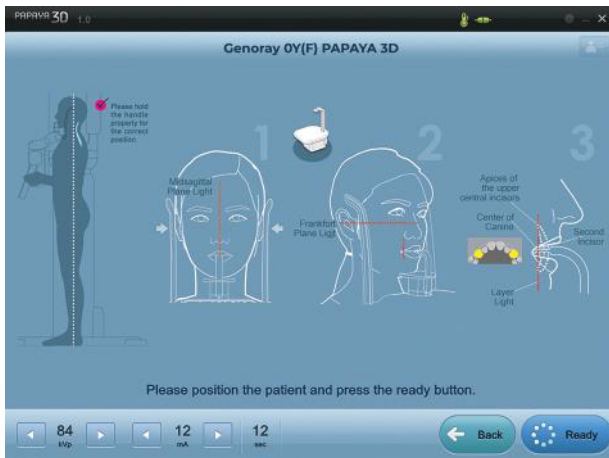 PAPAYA 3D 1.0
Genoray 0Y(F) PAPAYA 3D
Please hold
the handle
properly for
the correct
position.
1
Midsagittal
Plane Light
2
Frankfort
Plane Ligt
3
Apices of
the upper
central incisors
Center of
Canine
Second
Incisor
Layer
Light
Please position the patient and press the ready button.
84
kVp
12
mA
12
sec
Back
Ready